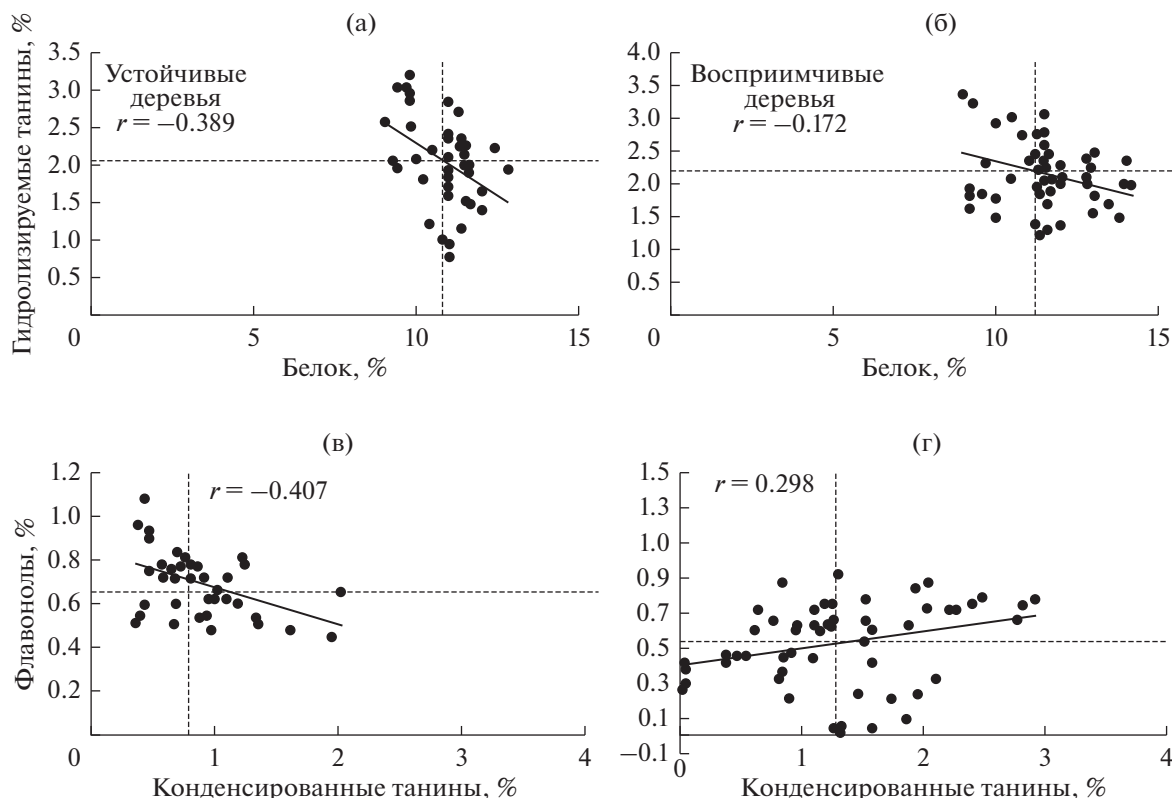 (а)
Гидролизируемые танины, %
3.5
3.0
2.5
2.0
1.5
1.0
0.5
0
Устойчивые
деревья
r = −0.389
5
10
15
Белок, %
(б)
4.0
3.5
3.0
2.5
2.0
1.5
1.0
0.5
0
Восприимчивые
деревья
r = −0.172
5
10
15
Белок, %
(в)
Флавонолы, %
1.2
1.0
0.8
0.6
0.4
0.2
0
r = −0.407
1
2
3
4
Конденсированные танины, %
(г)
1.5
1.3
1.1
0.9
0.7
0.5
0.3
0.1
−0.1
r = 0.298
0
1
2
3
4
Конденсированные танины, %